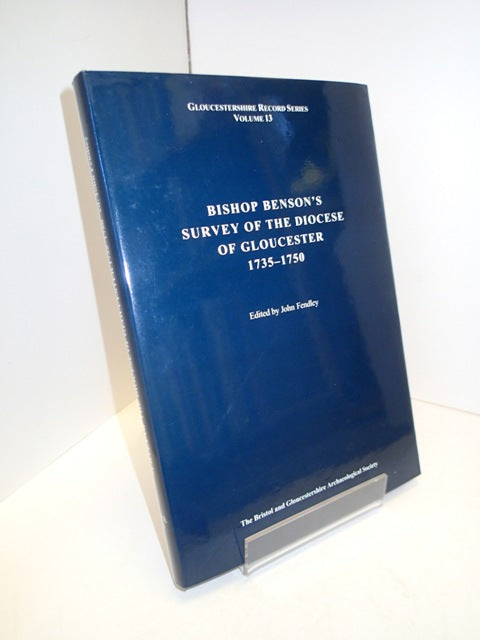 GLOUCESTERSHIRE RECORD SERIES
VOLUME 13
BISHOP BENSON'S
SURVEY OF THE DIOCESE
OF GLOUCESTER
1735–1750
Edited by John Fendley
The Bristol and Gloucestershire Archaeological Society